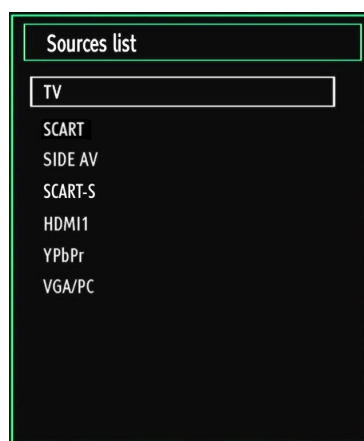 Sources list
TV
SCART
SIDE AV
SCART-S
HDMI1
YPbPr
VGA/PC